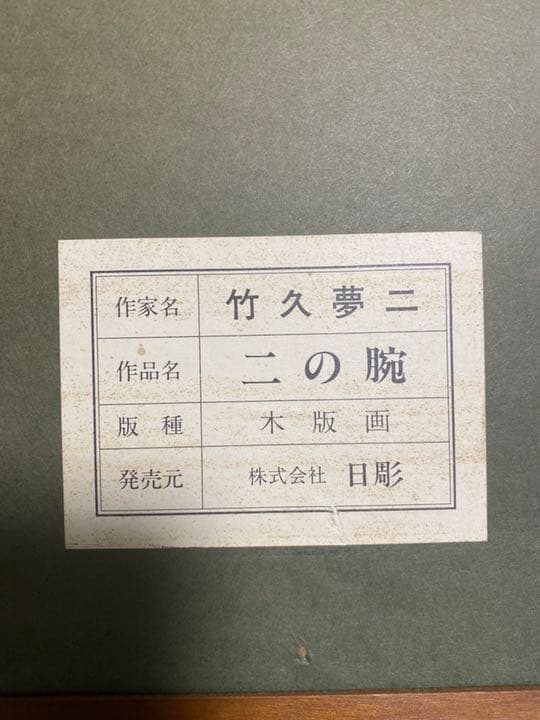 作家名 竹久夢二
作品名 二の腕
版種 木版画
発売元 株式会社 日彫